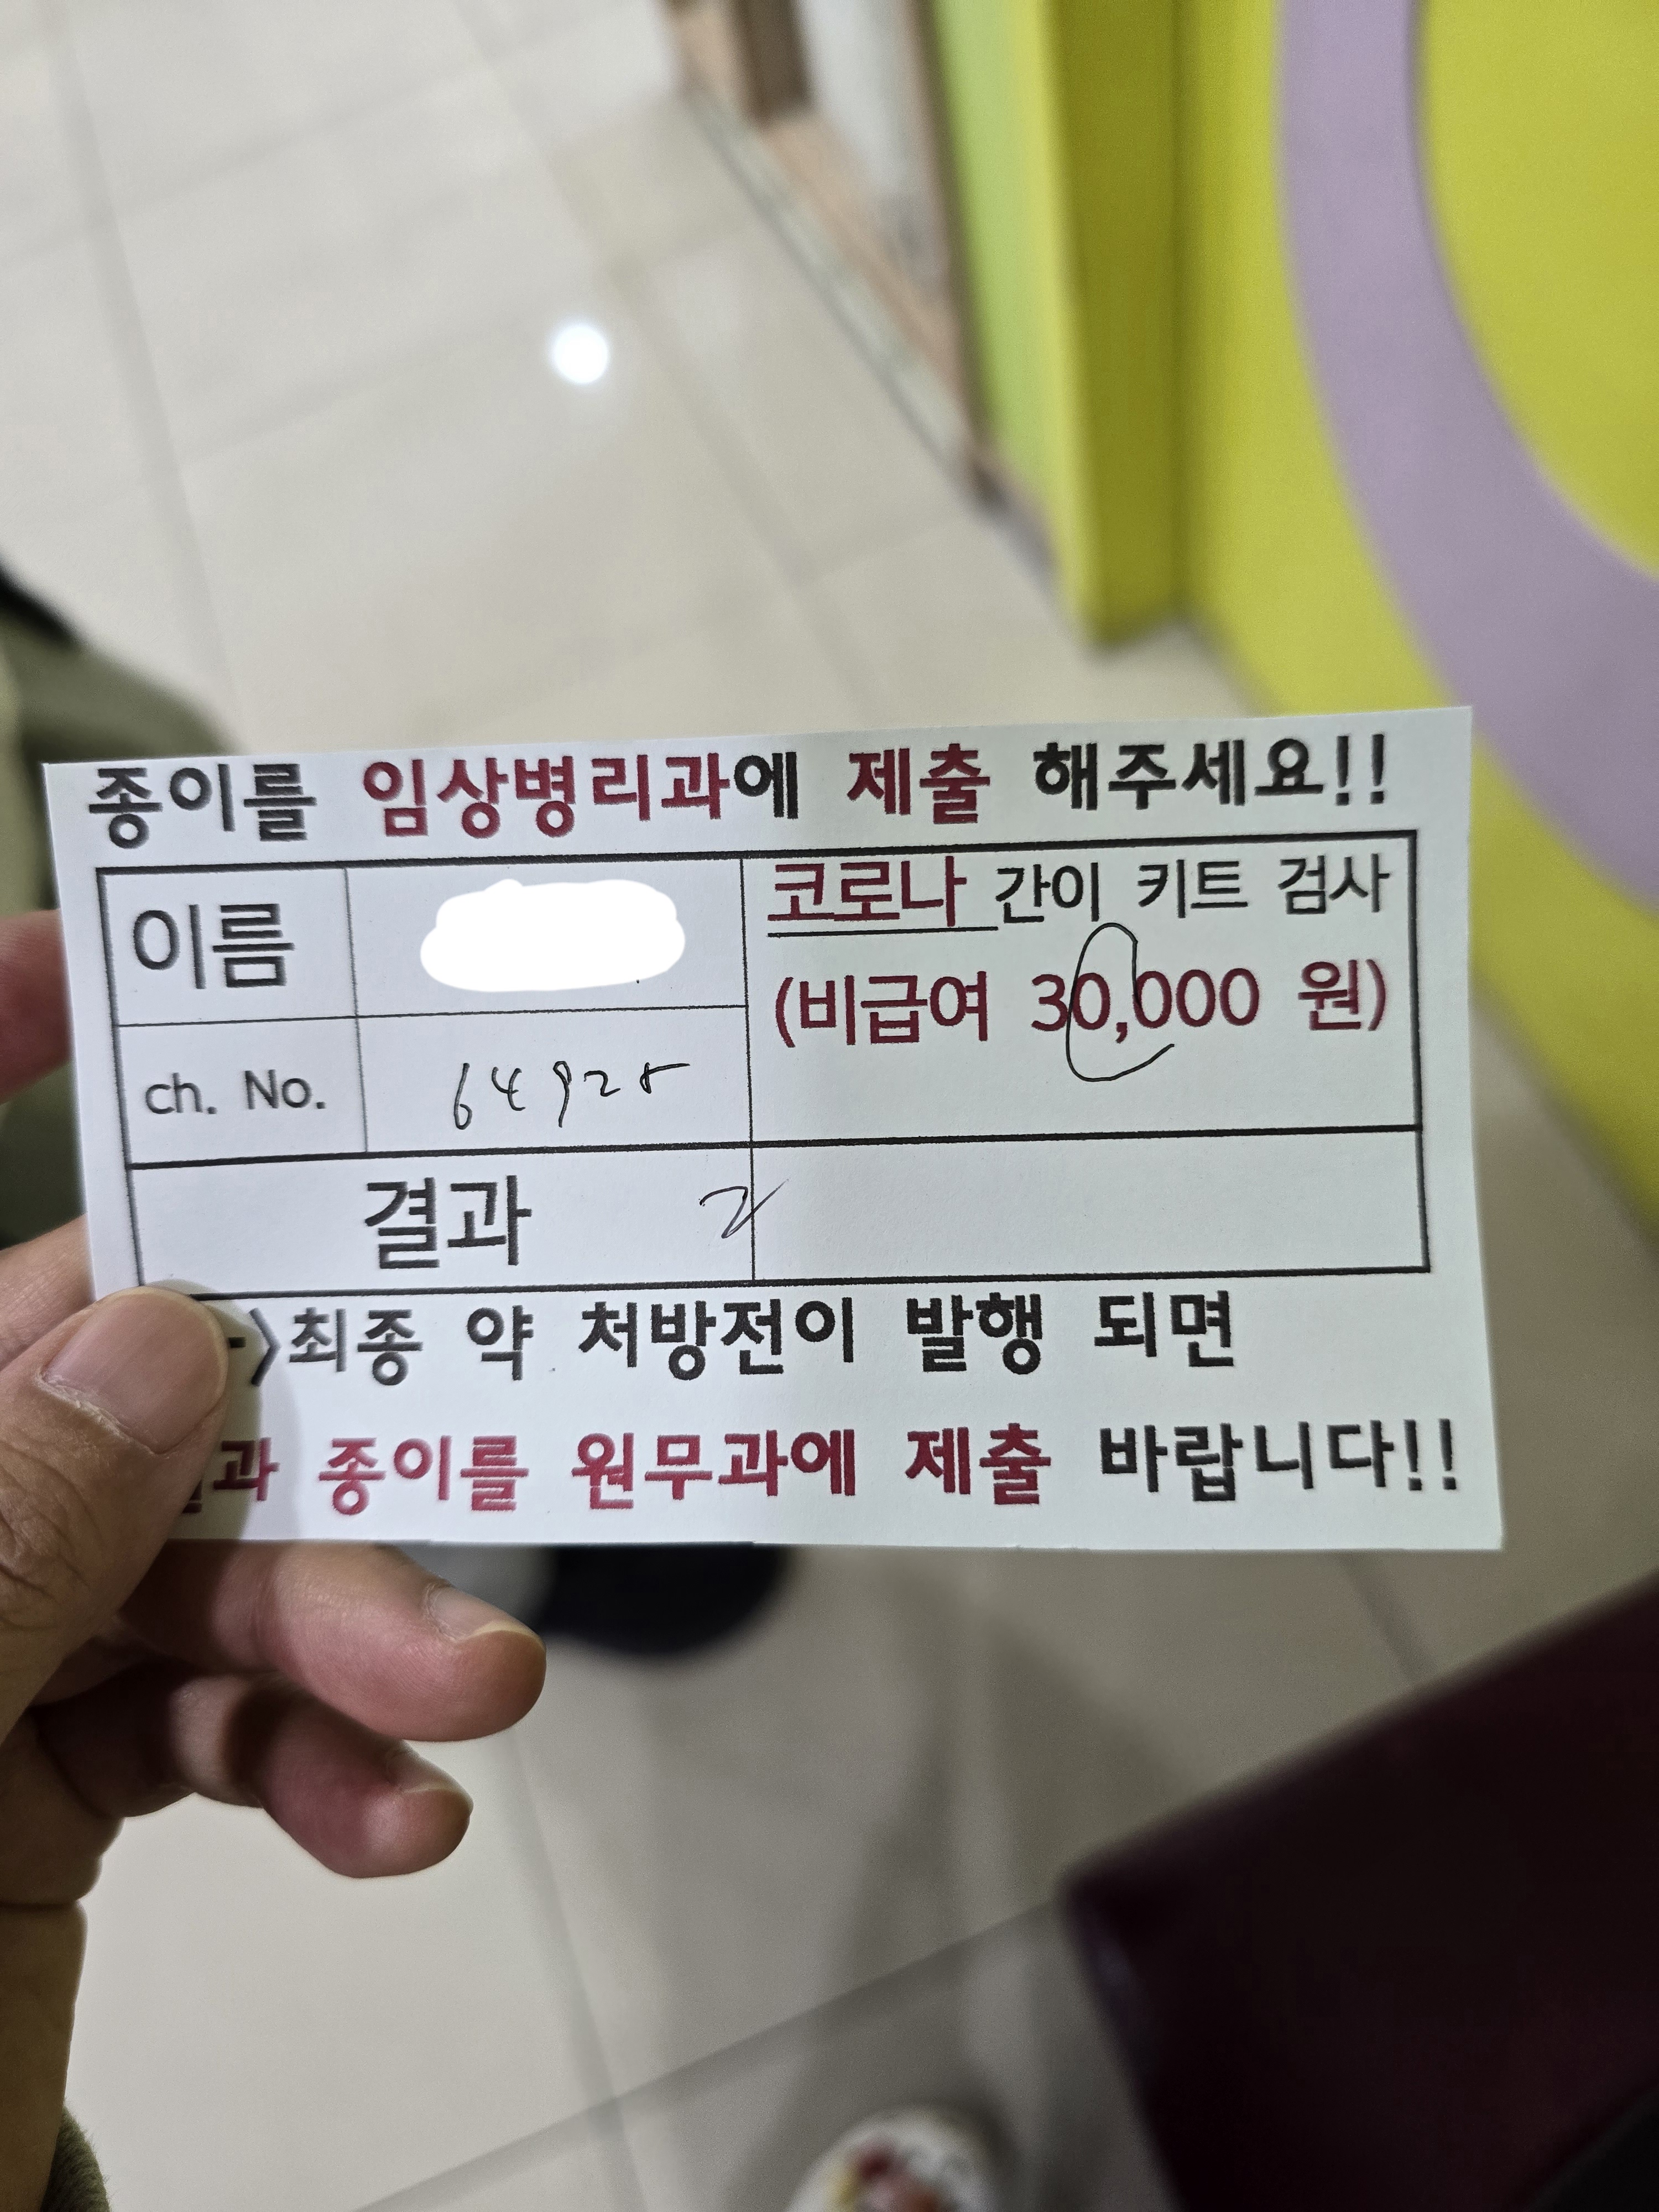 종이를 임상병리과에 제출 해주세요!!
이름
코로나 간이 키트 검사
(비급여 30,000 원)
ch. No. 64925
결과
->최종 약 처방전이 발행 되면
과 종이를 원무과에 제출 바랍니다!!